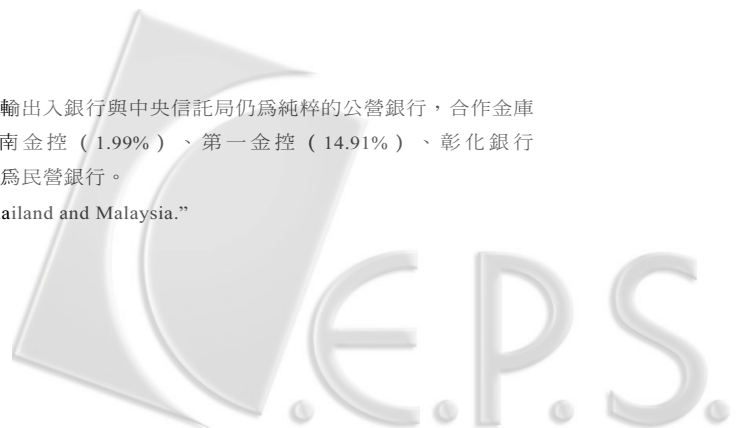 輸出入銀行與中央信託局仍爲純粹的公營銀行，合作金庫
南金控（1.99%）、第一金控（14.91%）、彰化銀行
爲民營銀行。
ailand and Malaysia.”
C.E.P.S.